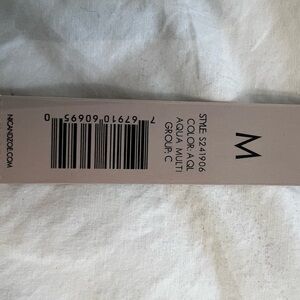 M
STYLE: S241906
COLOR: AQL
AQUA MULTI
GROUP: C
7 67910 60695 0
NICANDZOE.COM